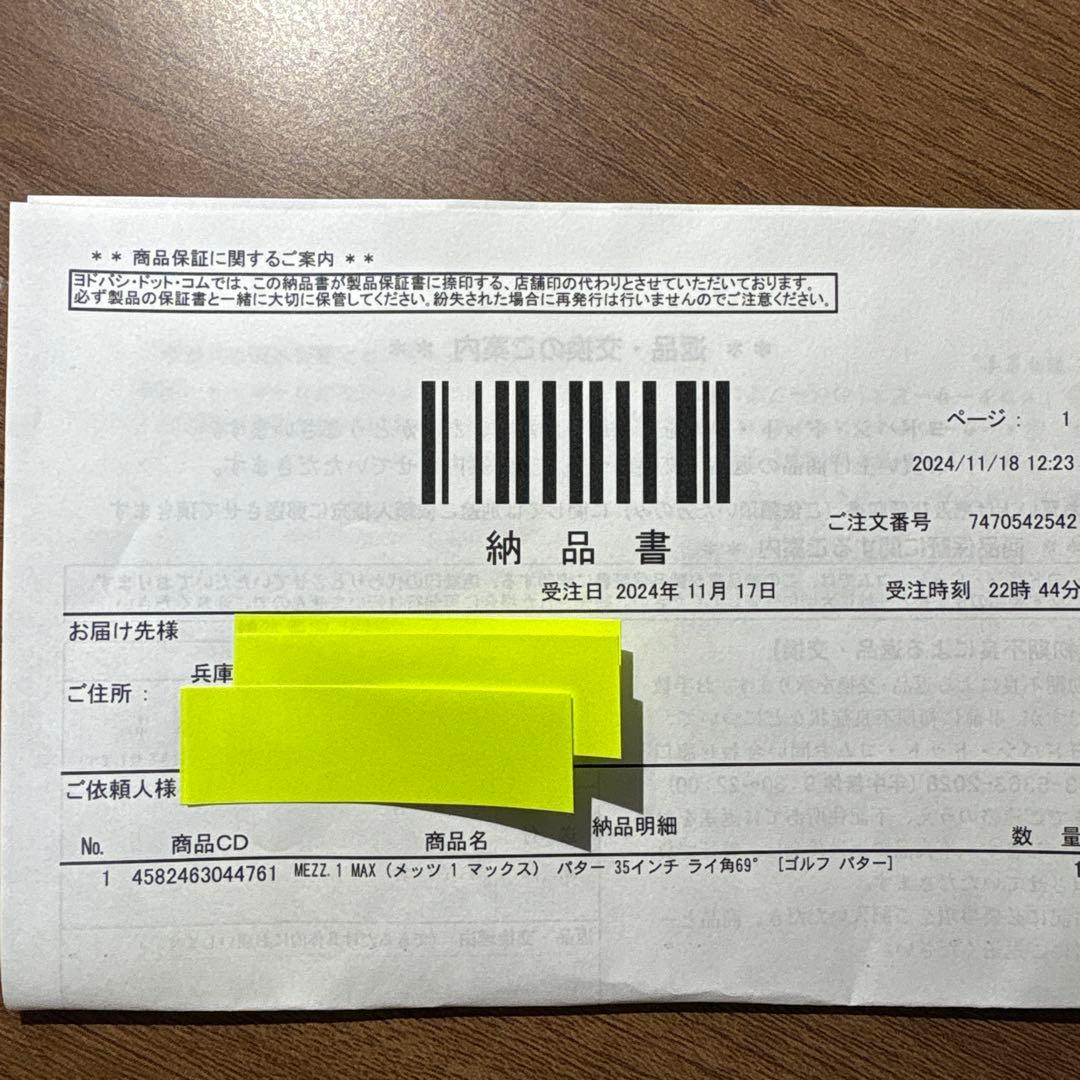 ** 商品保証に関するご案内 **
ヨドバシ・ドット・コムでは、この納品書が製品保証書に捺印する、店舗印の代わりとさせていただいております。
必ず製品の保証書と一緒に大切に保管してください。紛失された場合に再発行は行いませんのでご注意ください。
ページ： 1
2024/11/18 12:23
ご注文番号 7470542542
納 品 書
受注日 2024年 11月 17日 受注時刻 22時 44分
お届け先様
兵庫
ご住所：
ご依頼人様
納品明細
No. 商品CD 商品名 数 量
1 4582463044761 MEZZ.1 MAX (メッツ 1 マックス) パター 35インチ ライ角69° [ゴルフ パター] 1